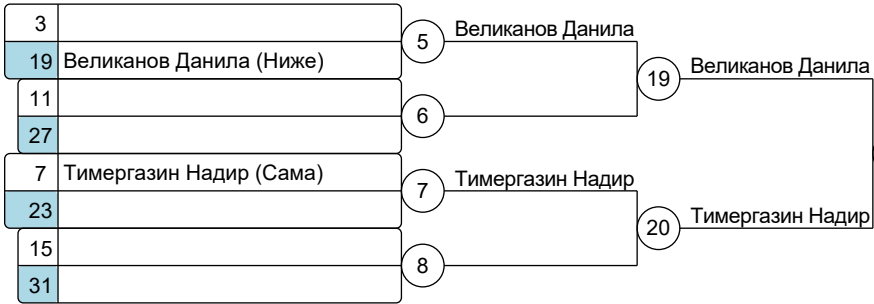 3
5
Великанов Данила
19 Великанов Данила (Ниже)
19
Великанов Данила
11
6
27
7 Тимергазин Надир (Сама)
7
Тимергазин Надир
23
20
Тимергазин Надир
15
8
31